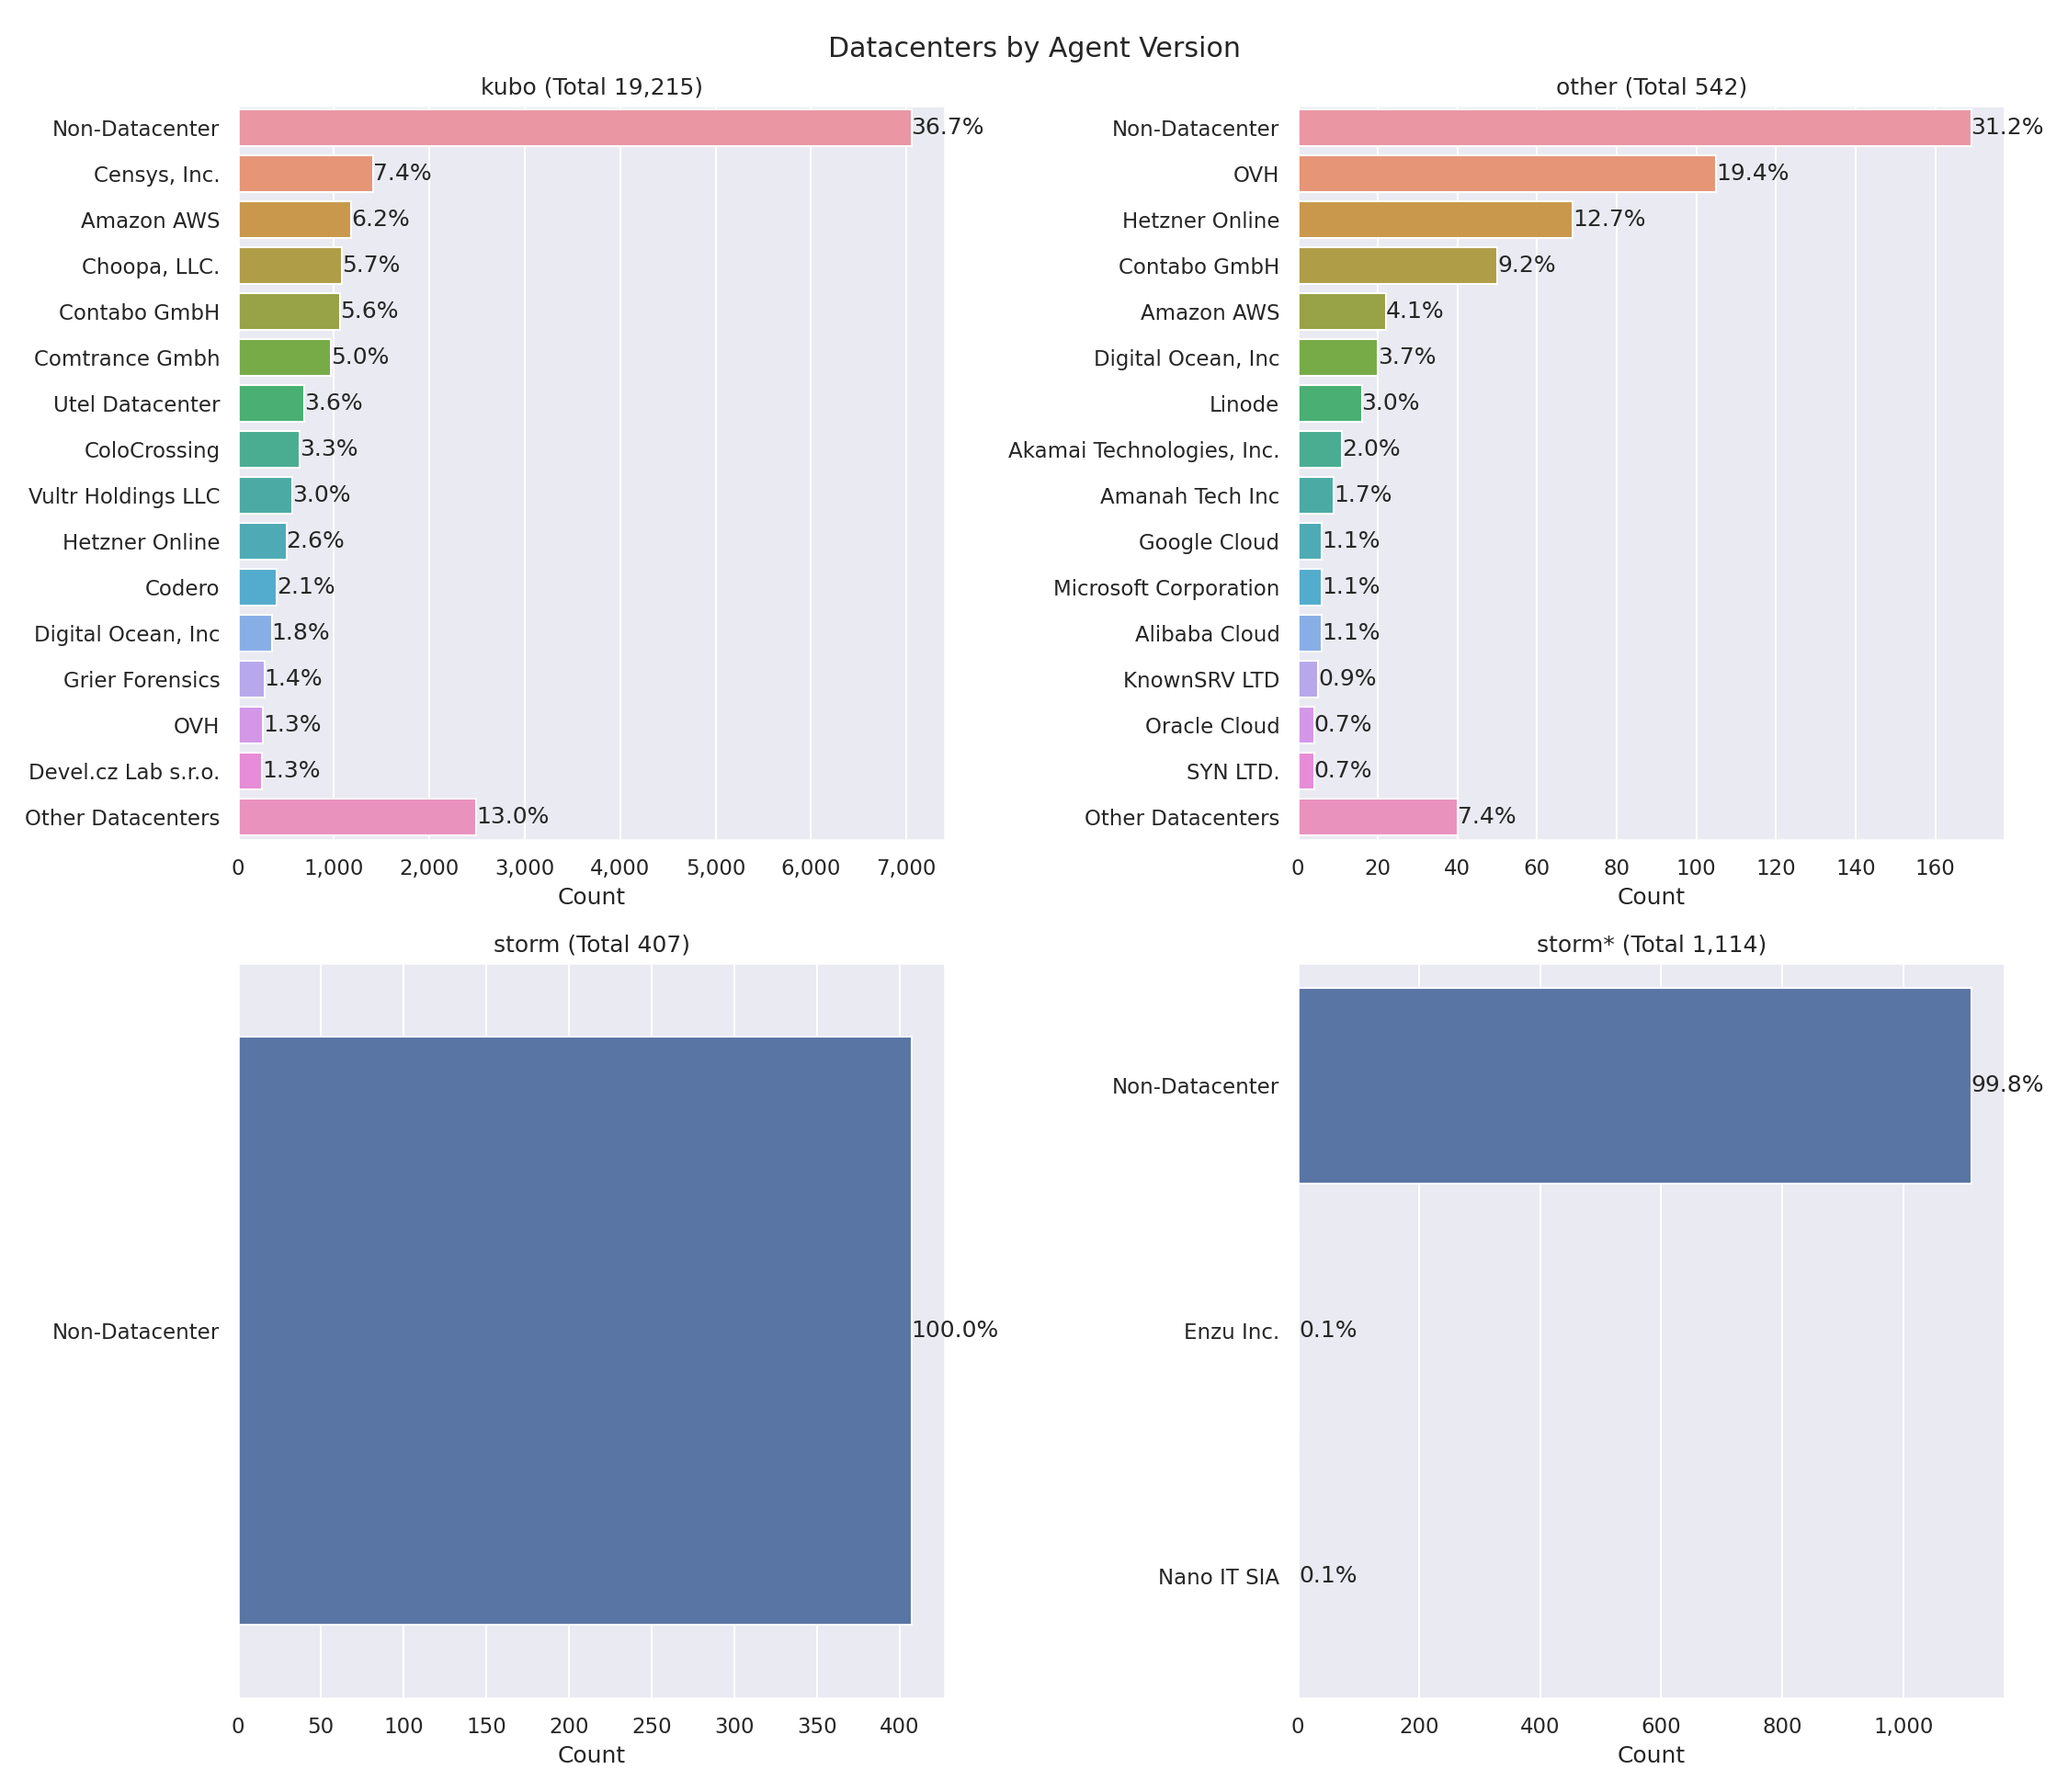 Datacenters by Agent Version
kubo (Total 19,215)
Non-Datacenter 36.7%
Censys, Inc. 7.4%
Amazon AWS 6.2%
Choopa, LLC. 5.7%
Contabo GmbH 5.6%
Comtrance Gmbh 5.0%
Utel Datacenter 3.6%
ColoCrossing 3.3%
Vultr Holdings LLC 3.0%
Hetzner Online 2.6%
Codero 2.1%
Digital Ocean, Inc 1.8%
Grier Forensics 1.4%
OVH 1.3%
Devel.cz Lab s.r.o. 1.3%
Other Datacenters 13.0%
0 1,000 2,000 3,000 4,000 5,000 6,000 7,000
Count
other (Total 542)
Non-Datacenter 31.2%
OVH 19.4%
Hetzner Online 12.7%
Contabo GmbH 9.2%
Amazon AWS 4.1%
Digital Ocean, Inc 3.7%
Linode 3.0%
Akamai Technologies, Inc. 2.0%
Amanah Tech Inc 1.7%
Google Cloud 1.1%
Microsoft Corporation 1.1%
Alibaba Cloud 1.1%
KnownSRV LTD 0.9%
Oracle Cloud 0.7%
SYN LTD. 0.7%
Other Datacenters 7.4%
0 20 40 60 80 100 120 140 160
Count
storm (Total 407)
Non-Datacenter 100.0%
0 50 100 150 200 250 300 350 400
Count
storm* (Total 1,114)
Non-Datacenter 99.8%
Enzu Inc. 0.1%
Nano IT SIA 0.1%
0 200 400 600 800 1,000
Count